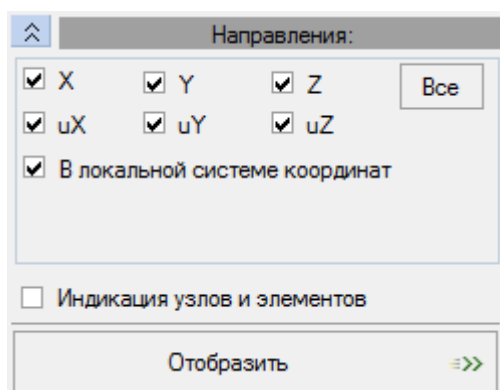 Направления:
X Y Z Все
uX uY uZ
В локальной системе координат
Индикация узлов и элементов
Отобразить